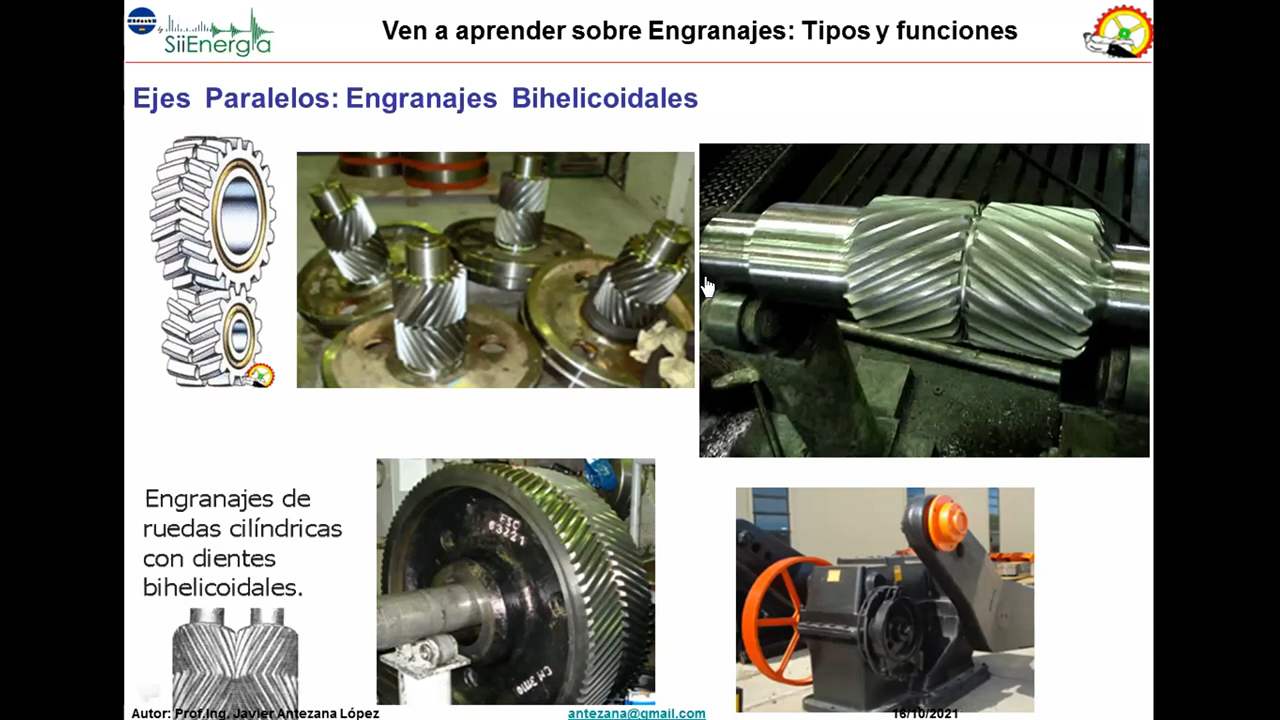 SiiEnergía
Ven a aprender sobre Engranajes: Tipos y funciones
Ejes Paralelos: Engranajes Bihelicoidales
Engranajes de
ruedas cilíndricas
con dientes
bihelicoidales.
Autor: Prof.Ing. Javier Antezana López
antezana@gmail.com
16/10/2021